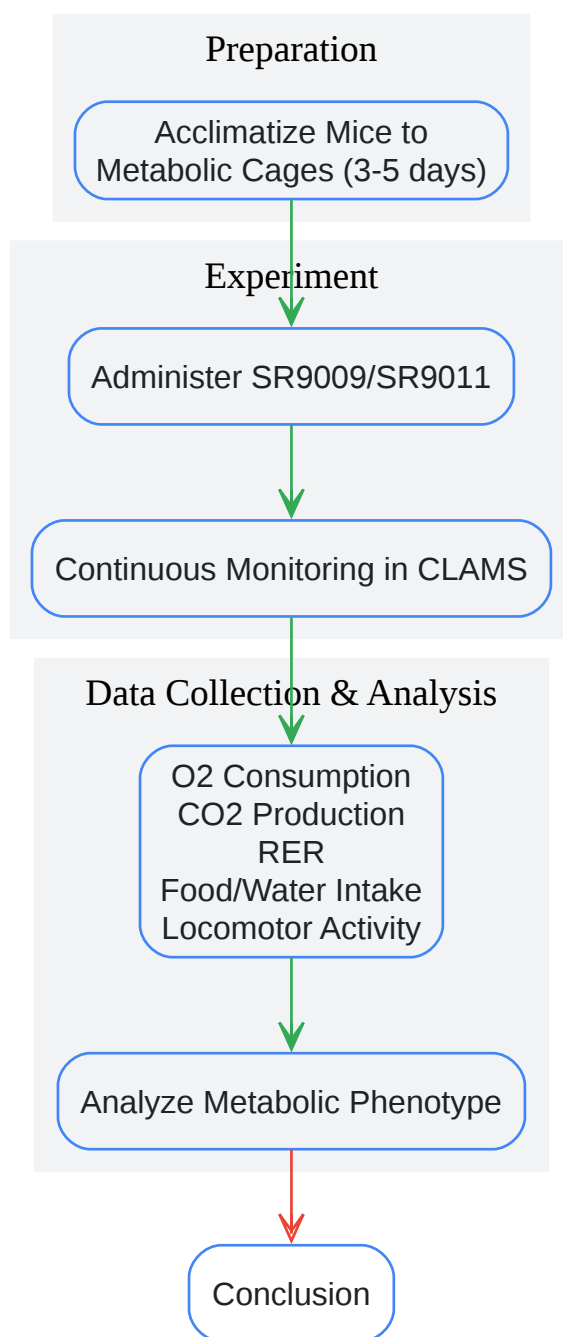 Preparation
Acclimatize Mice to
Metabolic Cages (3-5 days)
Experiment
Administer SR9009/SR9011
Continuous Monitoring in CLAMS
Data Collection & Analysis
O2 Consumption
CO2 Production
RER
Food/Water Intake
Locomotor Activity
Analyze Metabolic Phenotype
Conclusion